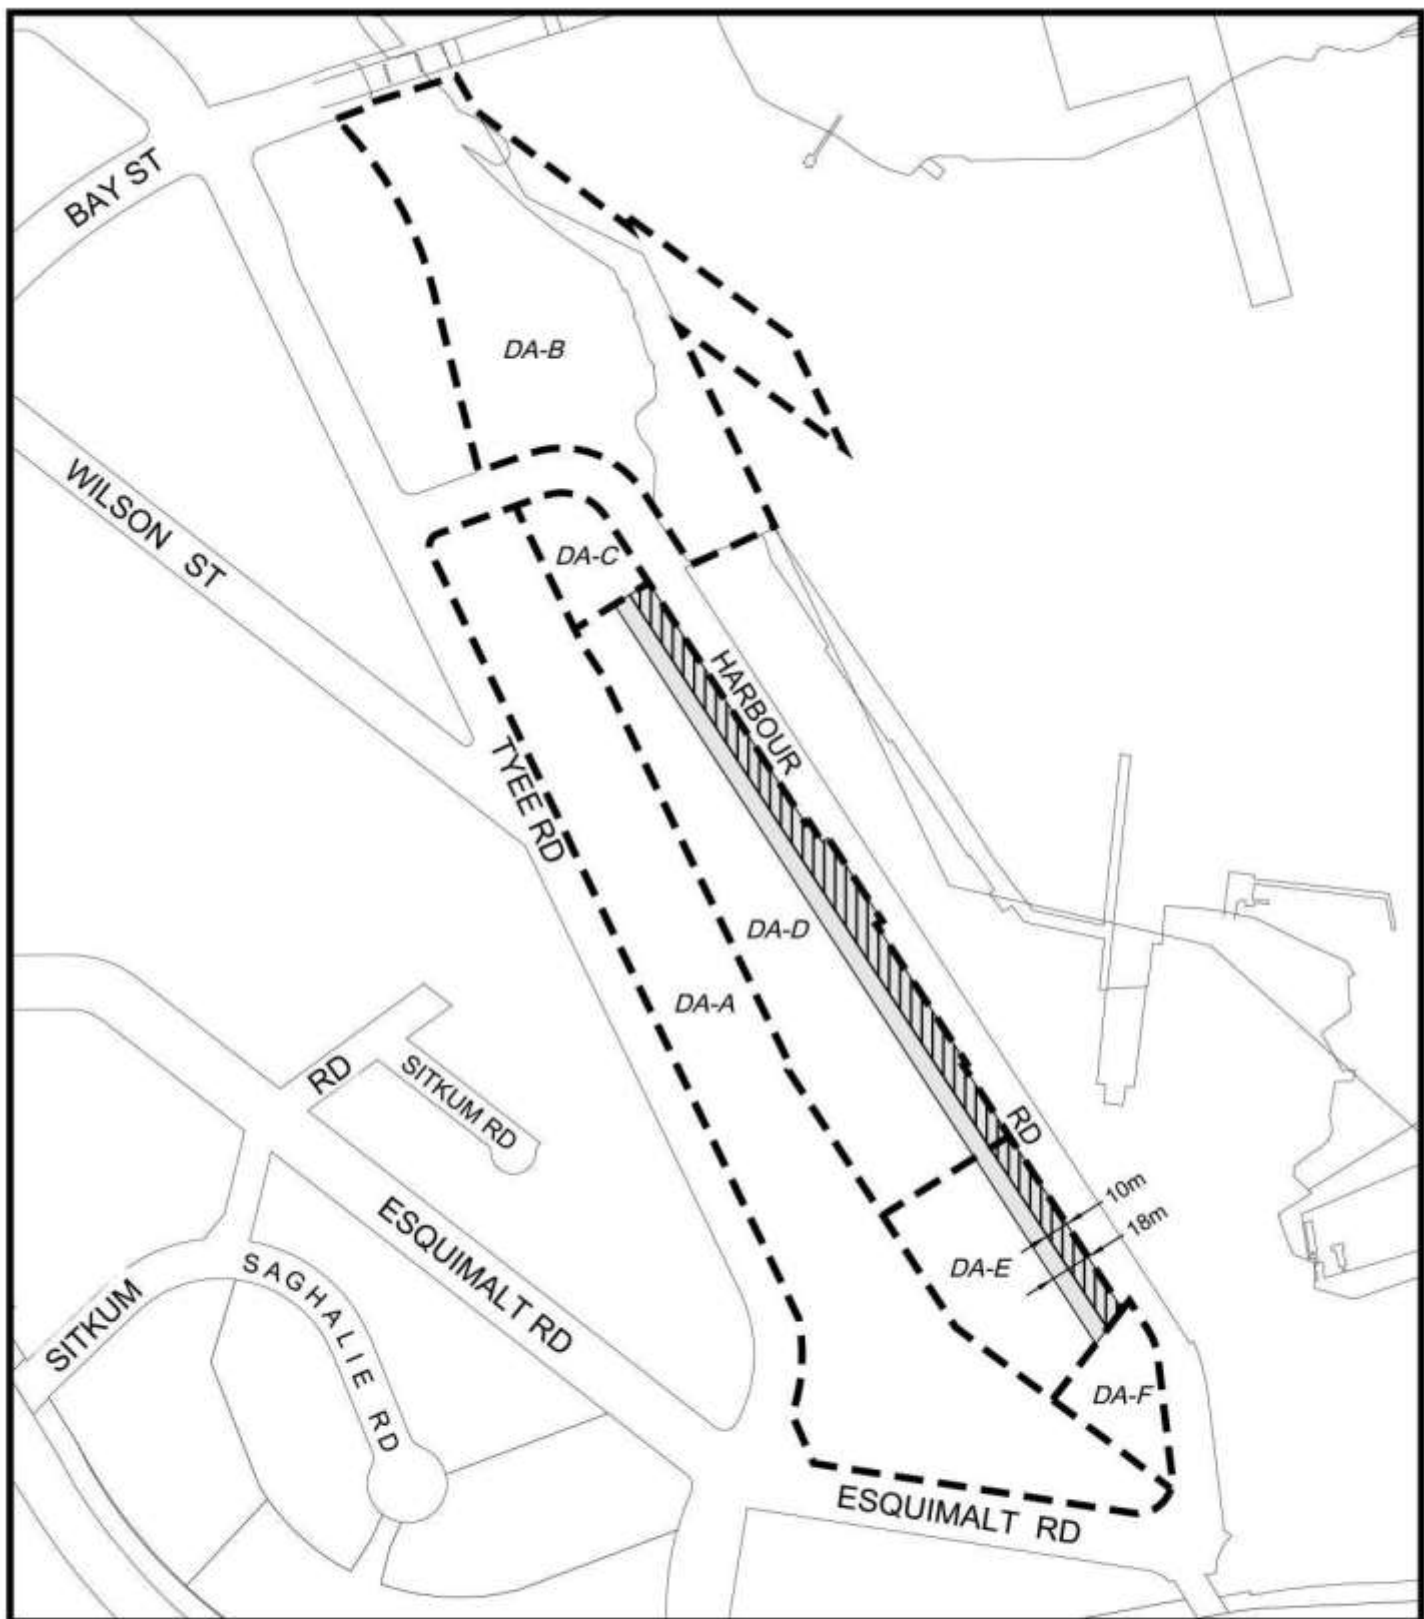 BAY ST
DA-B
WILSON ST
DA-C
HARBOUR
TYEE RD
DA-D
DA-A
RD
SITKUM RD
RD
10m
18m
ESQUIMALT RD
DA-E
SAGHALIE RD
SITKUM
DA-F
ESQUIMALT RD